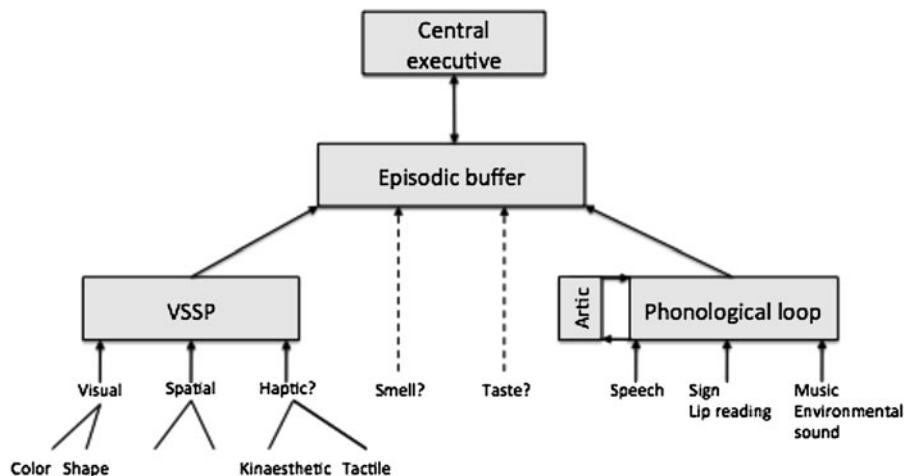 Central
executive
Episodic buffer
VSSP
Artic
Phonological loop
Visual
Spatial
Haptic?
Smell?
Taste?
Speech
Sign
Lip reading
Music
Environmental
sound
Color
Shape
Kinaesthetic
Tactile